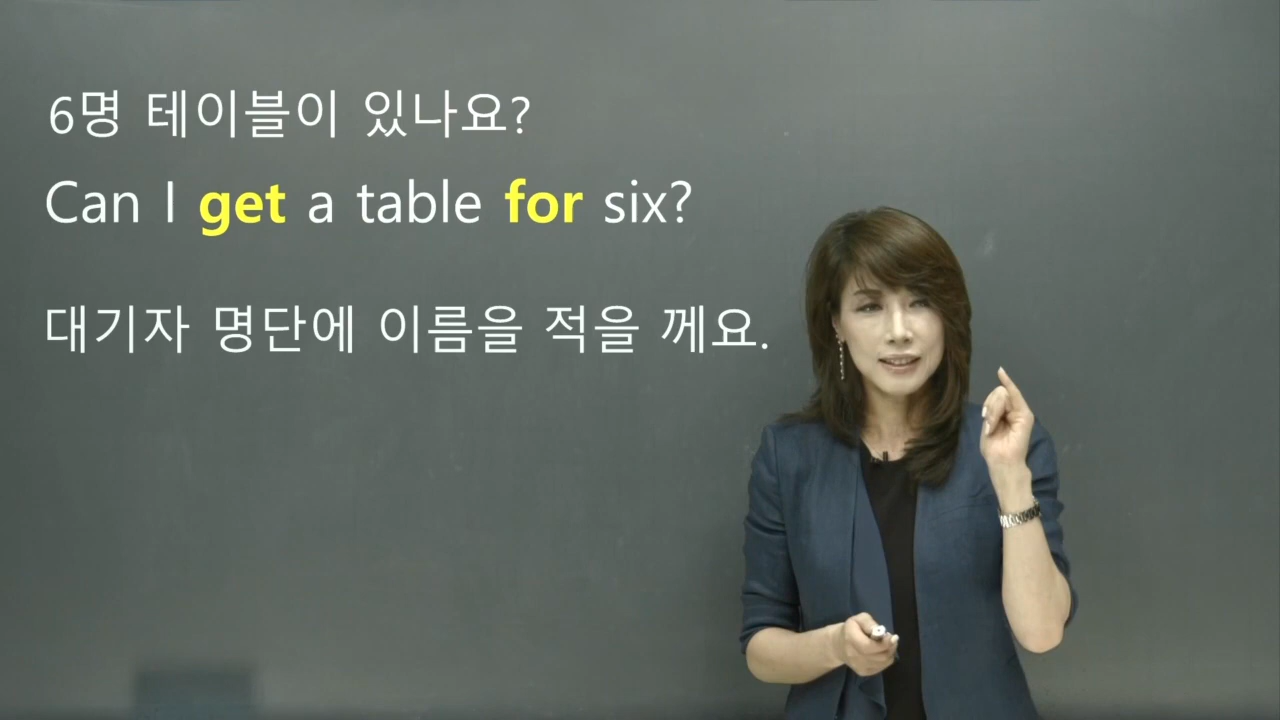 6명 테이블이 있나요?
Can I get a table for six?
대기자 명단에 이름을 적을 께요.